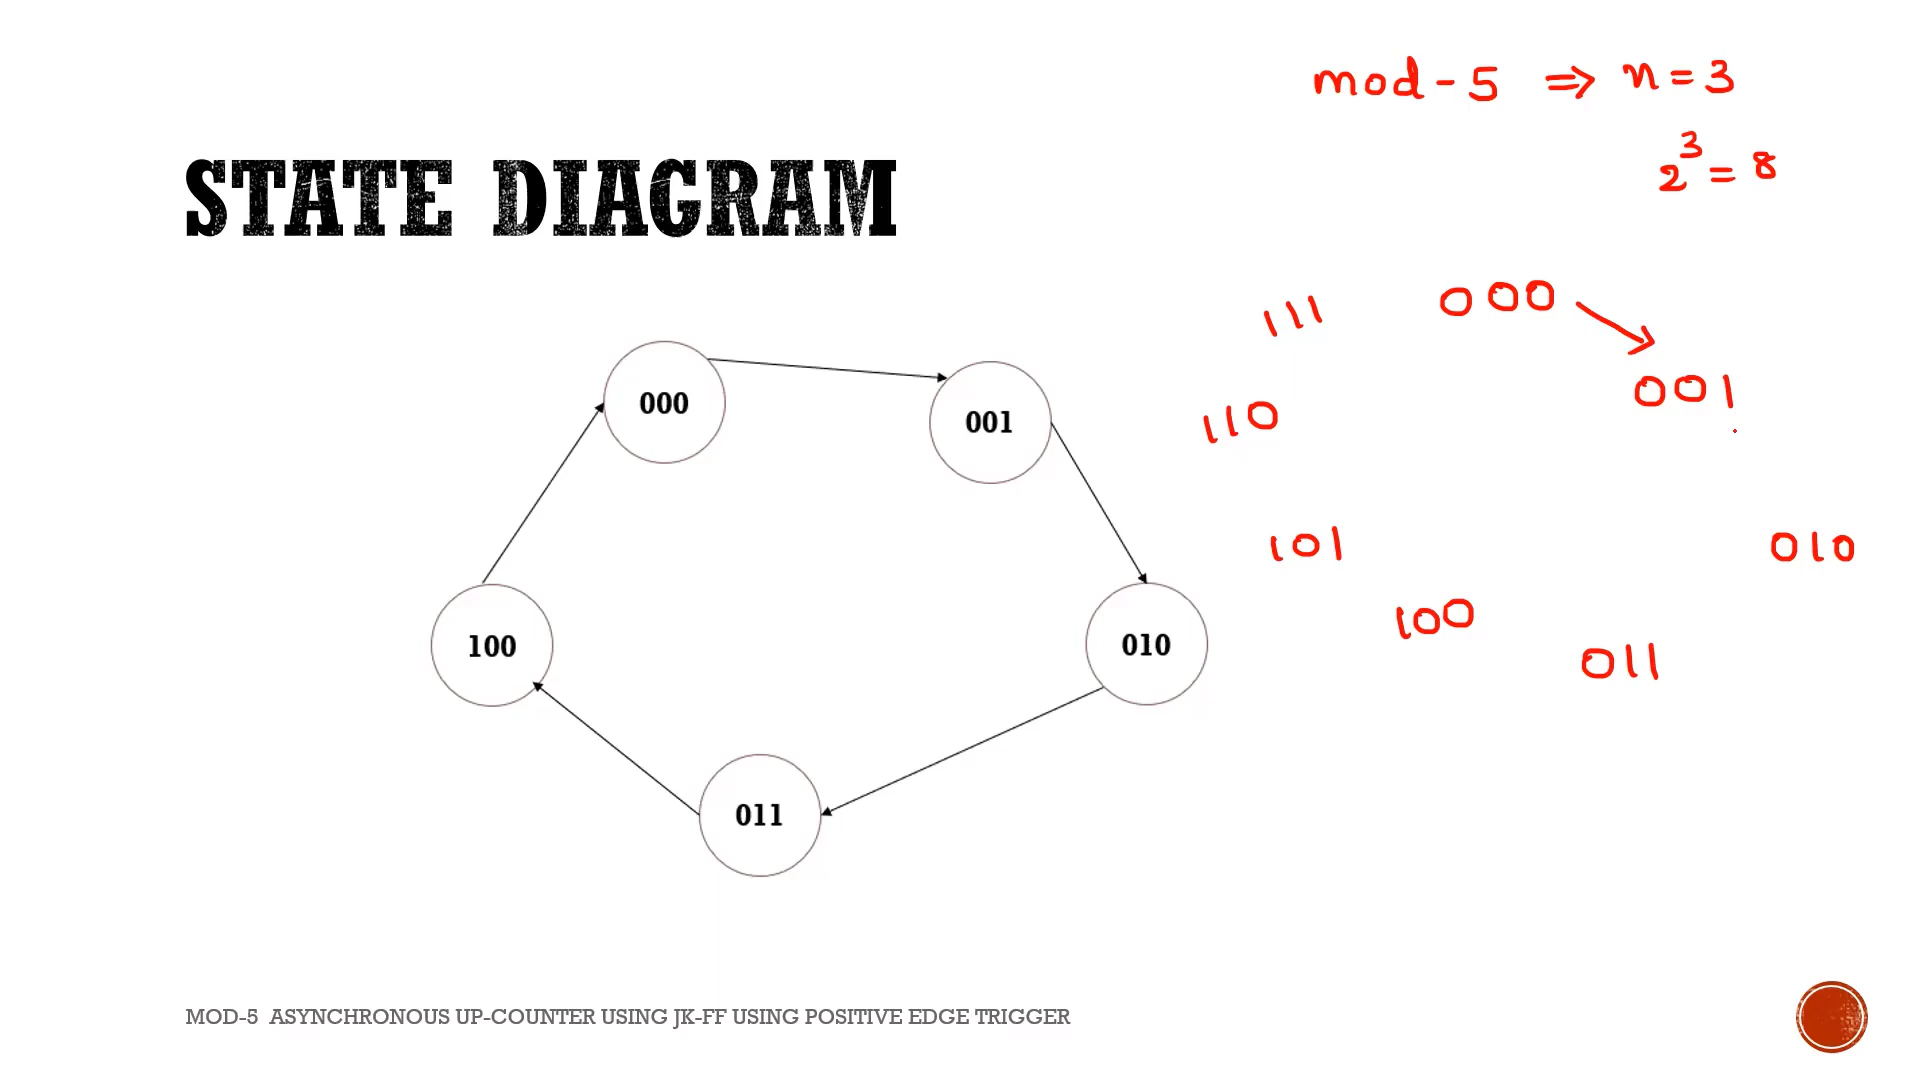 mod-5 ⇒ n=3
2³ = 8
STATE DIAGRAM
111 000
001
110
101 010
100
011
000
001
100
010
011
MOD-5 ASYNCHRONOUS UP-COUNTER USING JK-FF USING POSITIVE EDGE TRIGGER